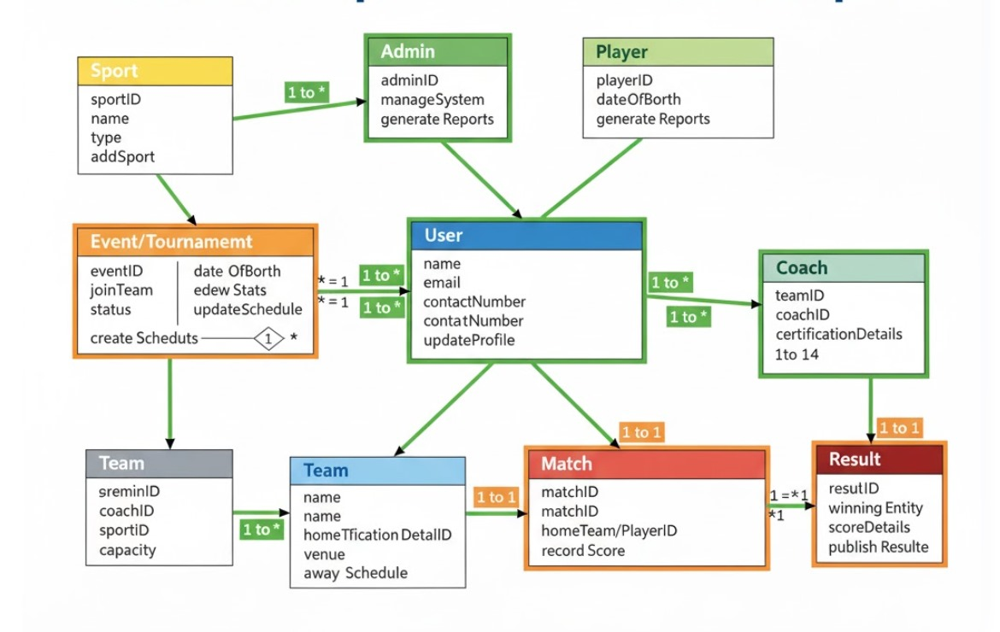 Sport
sportID
name
type
addSport
1 to *
Admin
adminID
manageSystem
generate Reports
Player
playerID
dateOfBorth
generate Reports
Event/Tournamemt
eventID
joinTeam
status
date OfBorth
edew Stats
updateSchedule
create Scheduts
1
*
* = 1
* = 1
1 to *
1 to *
User
name
email
contactNumber
contatNumber
updateProfile
1 to *
1 to *
Coach
teamID
coachID
certificationDetails
1to 14
Team
sreminID
coachID
sportiD
capacity
1 to *
Team
name
name
homeTfication DetalID
venue
away Schedule
1 to 1
1 to 1
Match
matchID
matchID
homeTeam/PlayerID
record Score
1 =*1
*1
1 to 1
Result
resutID
winning Entity
scoreDetails
publish Resulte